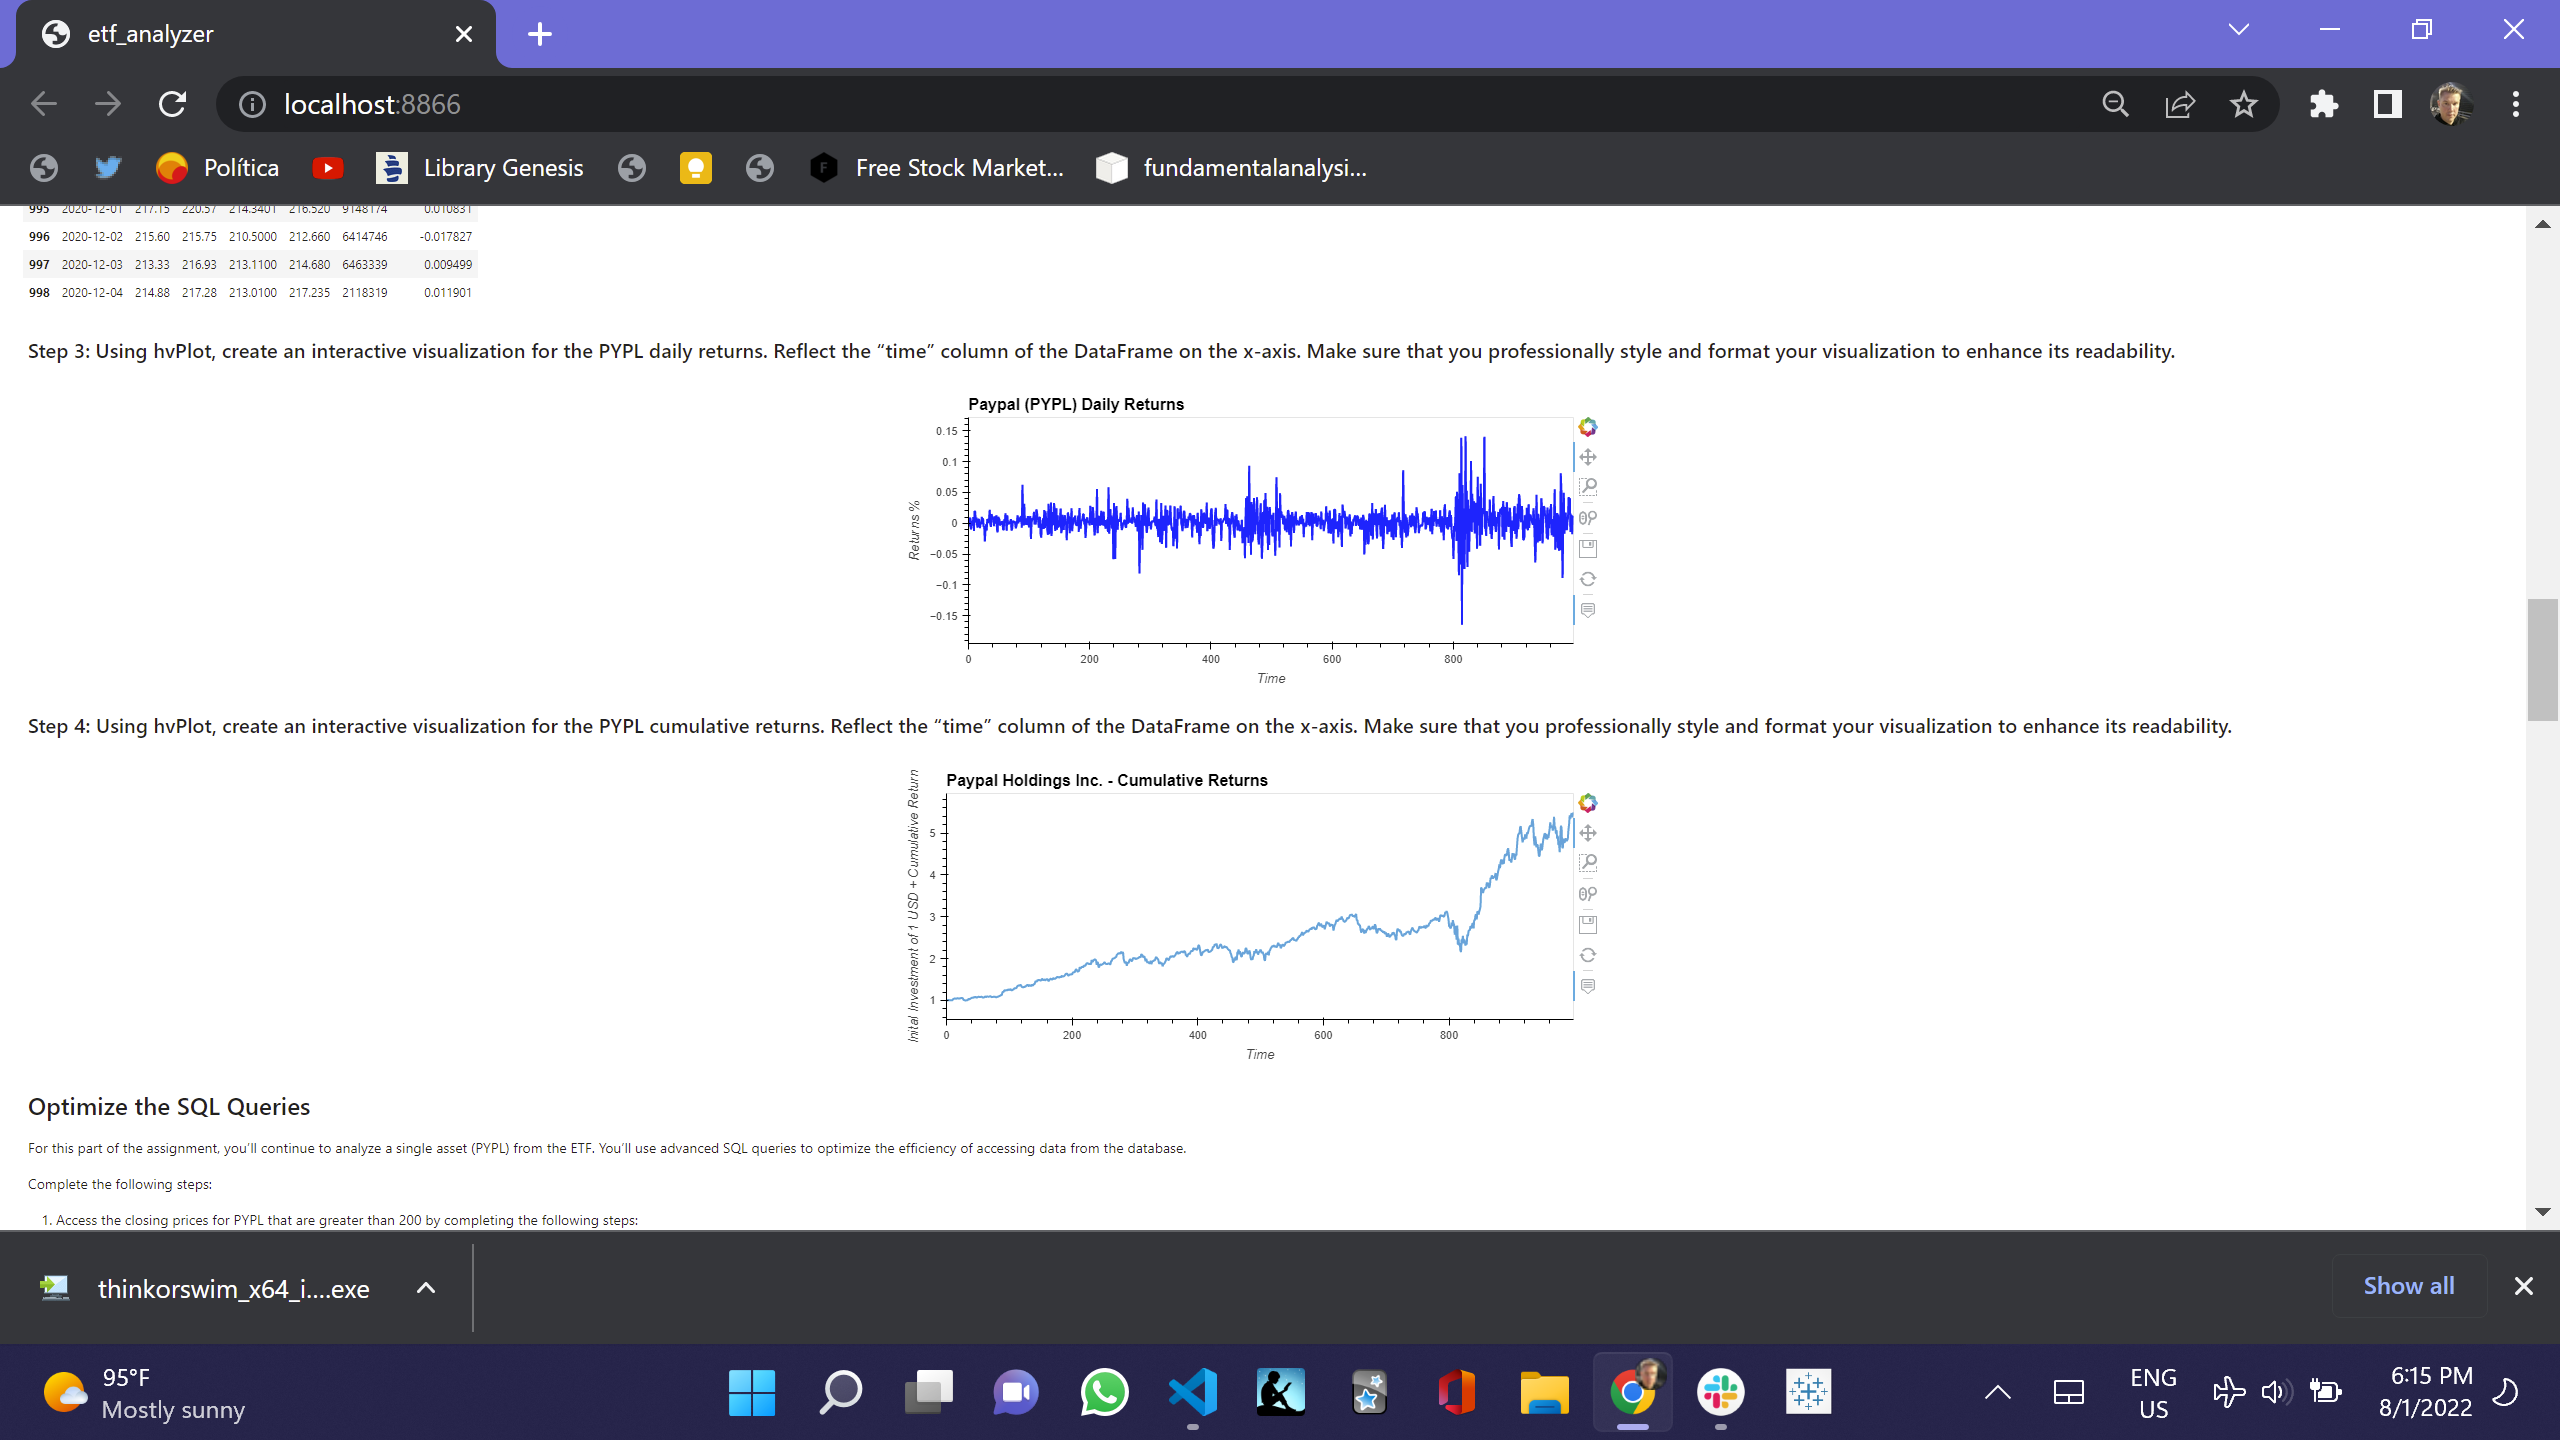 etf_analyzer
localhost:8866
Política
Library Genesis
Free Stock Market...
fundamentalanalysi...
995 2020-12-01 217.15 220.57 214.3401 216.520 9148174 0.010831
996 2020-12-02 215.60 215.75 210.5000 212.660 6414746 -0.017827
997 2020-12-03 213.33 216.93 213.1100 214.680 6463339 0.009499
998 2020-12-04 214.88 217.28 213.0100 217.235 2118319 0.011901
Step 3: Using hvPlot, create an interactive visualization for the PYPL daily returns. Reflect the “time” column of the DataFrame on the x-axis. Make sure that you professionally style and format your visualization to enhance its readability.
Paypal (PYPL) Daily Returns
Returns %
0.15
0.1
0.05
0
−0.05
−0.1
−0.15
0 200 400 600 800
Time
Step 4: Using hvPlot, create an interactive visualization for the PYPL cumulative returns. Reflect the “time” column of the DataFrame on the x-axis. Make sure that you professionally style and format your visualization to enhance its readability.
Paypal Holdings Inc. - Cumulative Returns
Inital Investment of 1 USD + Cumulative Return
5
4
3
2
1
0 200 400 600 800
Time
Optimize the SQL Queries
For this part of the assignment, you’ll continue to analyze a single asset (PYPL) from the ETF. You’ll use advanced SQL queries to optimize the efficiency of accessing data from the database.
Complete the following steps:
1. Access the closing prices for PYPL that are greater than 200 by completing the following steps:
thinkorswim_x64_i....exe
Show all
95°F
Mostly sunny
ENG
US
6:15 PM
8/1/2022